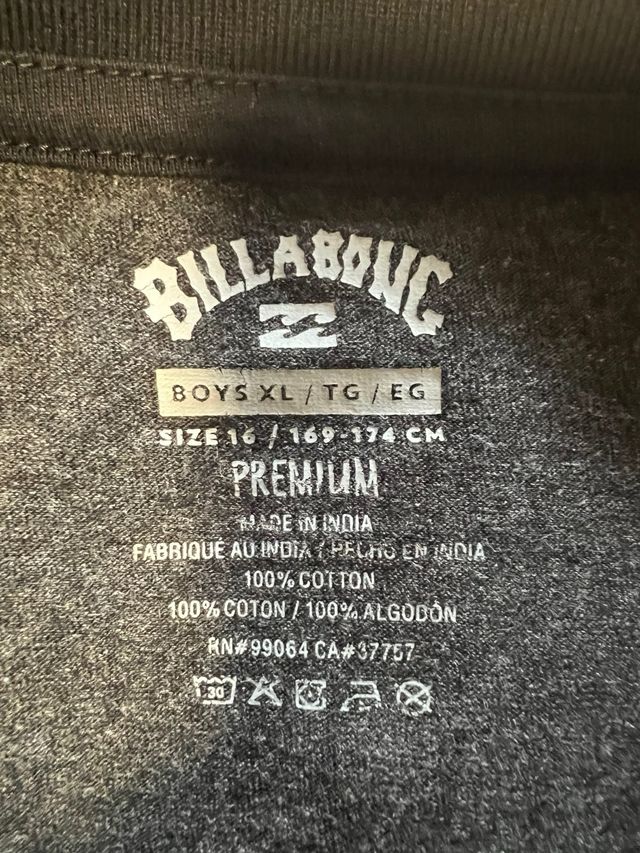 BILLABONG
BOYS XL / TG / EG
SIZE 16 / 169-174 CM
PREMIUM
MADE IN INDIA
FABRIQUÉ AU INDIA / HECHO EN INDIA
100% COTTON
100% COTON / 100% ALGODÓN
RN#99064 CA#37757
30